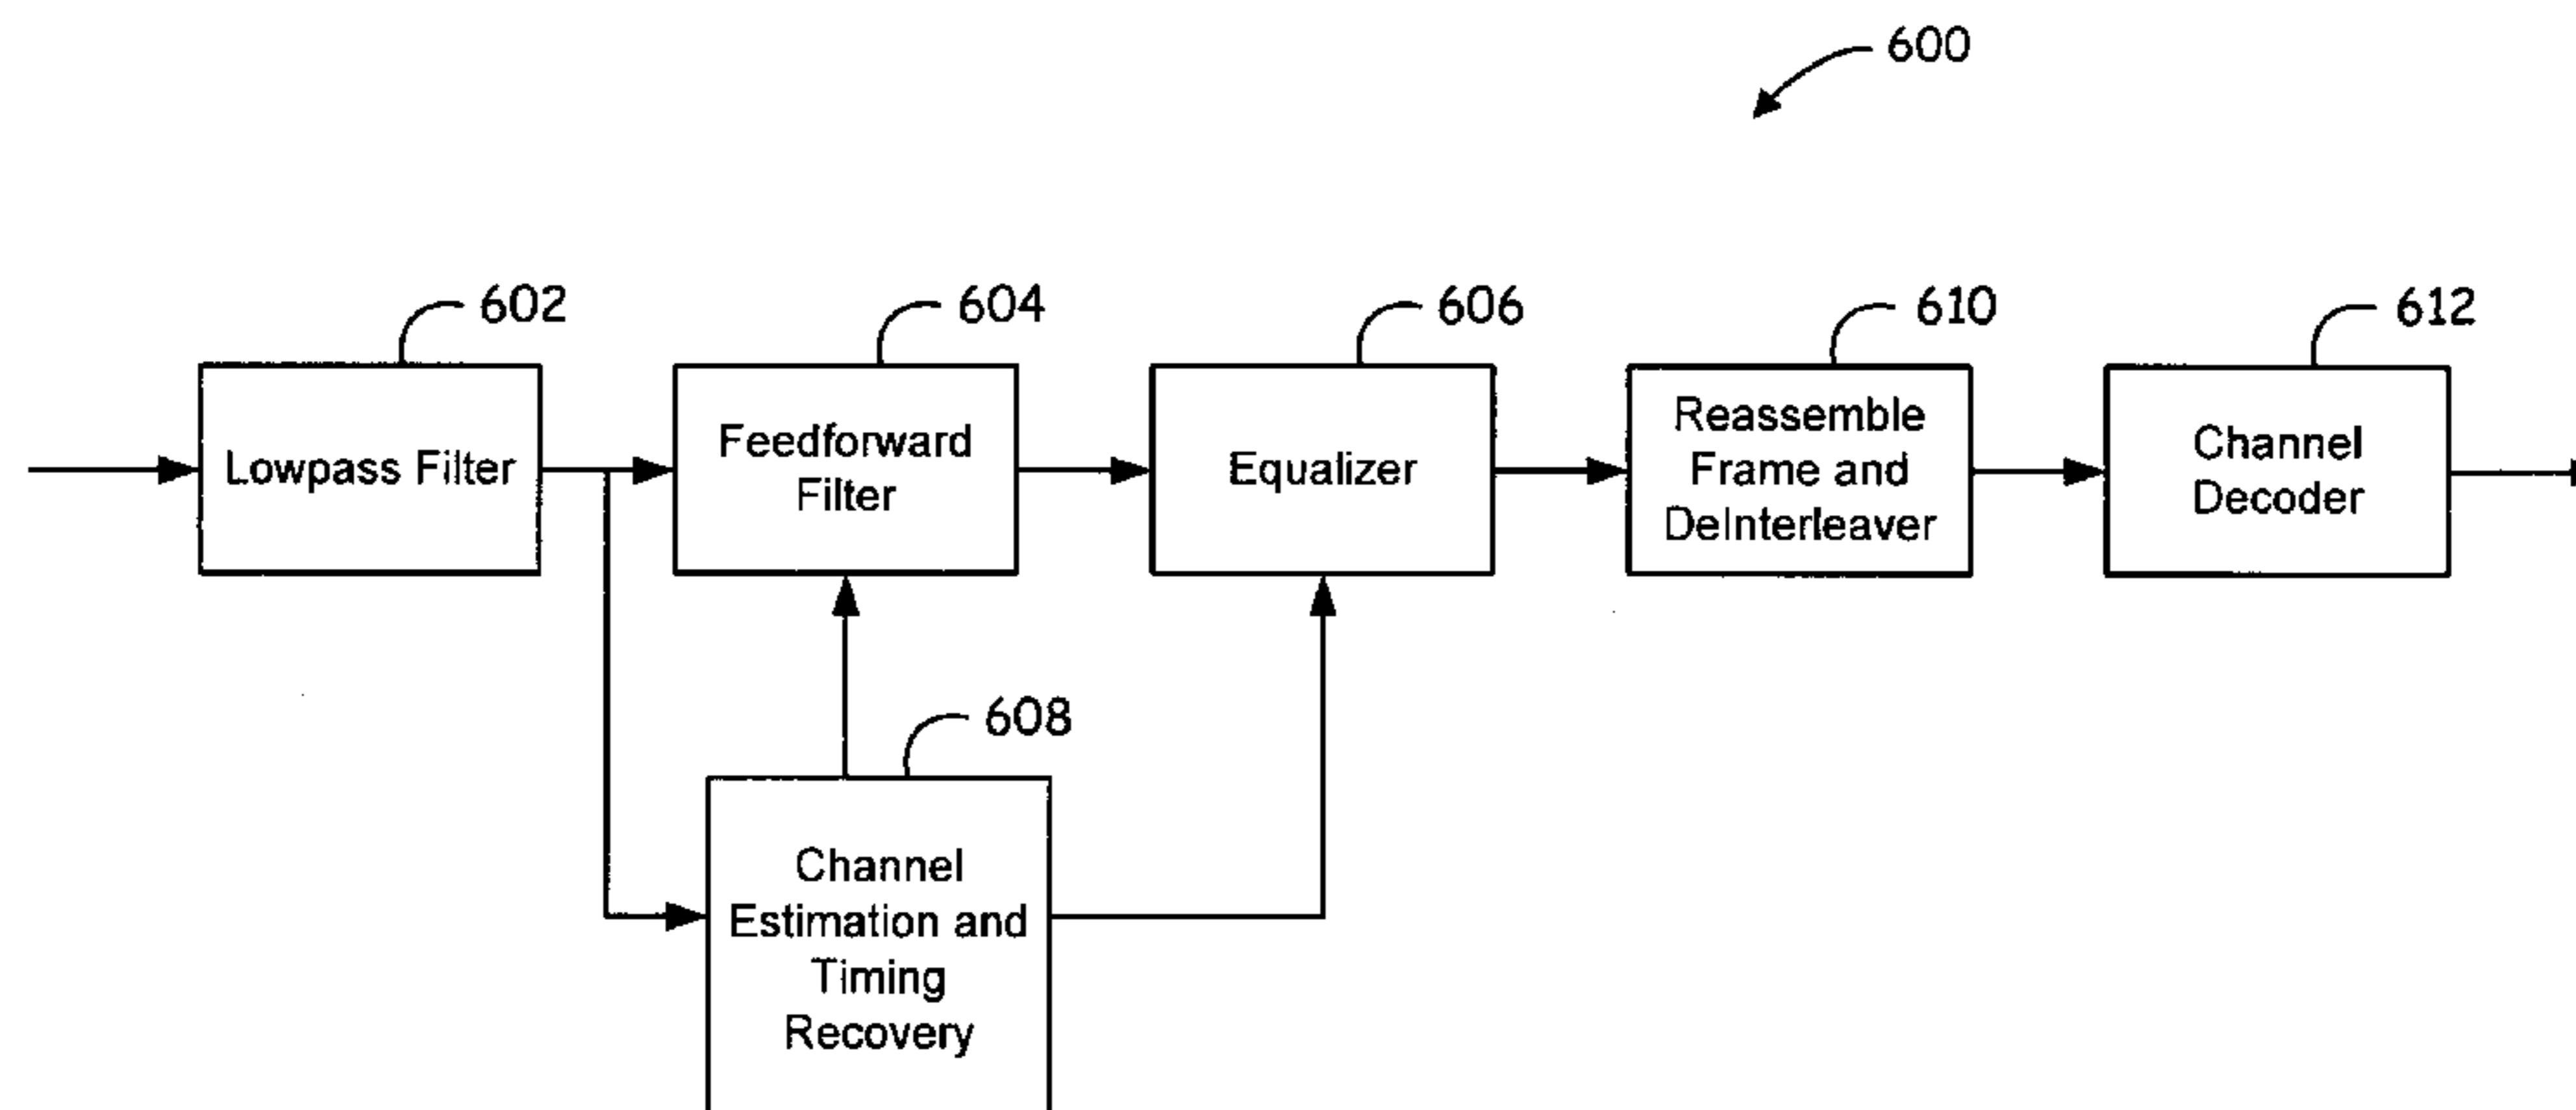 600
602
604
606
610
612
Lowpass Filter
Feedforward
Filter
Equalizer
Reassemble
Frame and
DeInterleaver
Channel
Decoder
608
Channel
Estimation and
Timing
Recovery